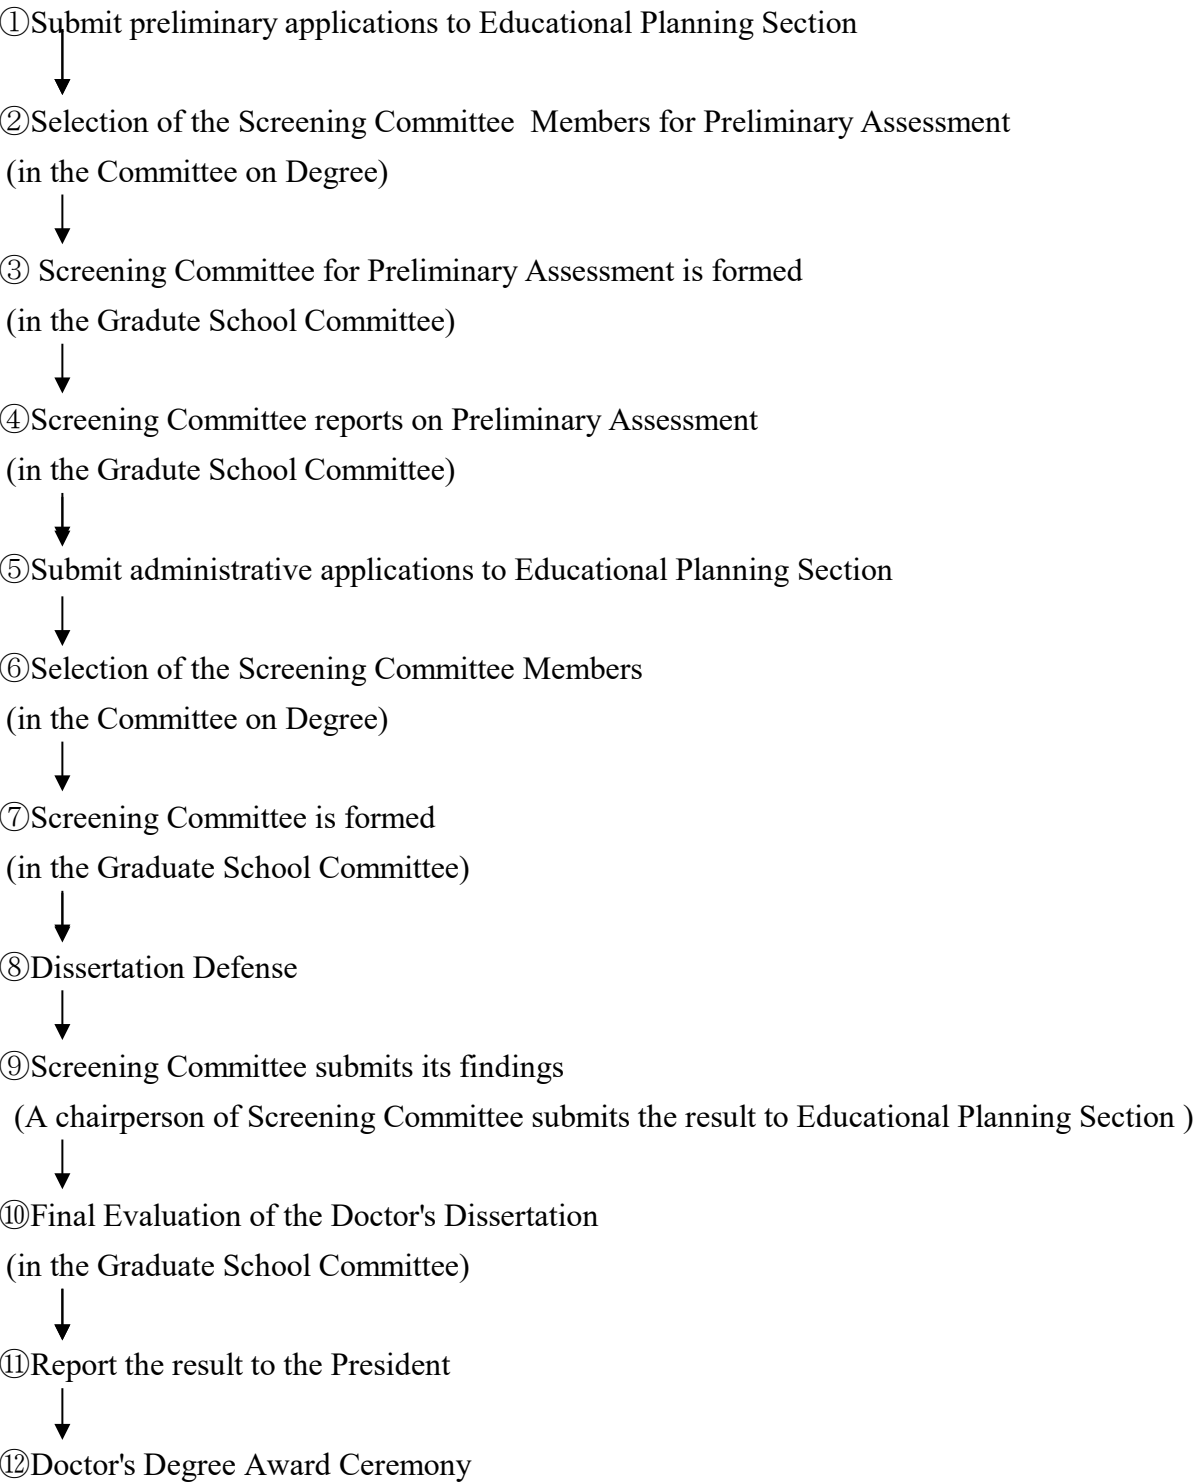 ①Submit preliminary applications to Educational Planning Section
②Selection of the Screening Committee  Members for Preliminary Assessment
(in the Committee on Degree)
③ Screening Committee for Preliminary Assessment is formed
(in the Gradute School Committee)
④Screening Committee reports on Preliminary Assessment
(in the Gradute School Committee)
⑤Submit administrative applications to Educational Planning Section
⑥Selection of the Screening Committee Members
(in the Committee on Degree)
⑦Screening Committee is formed
(in the Graduate School Committee)
⑧Dissertation Defense
⑨Screening Committee submits its findings
(A chairperson of Screening Committee submits the result to Educational Planning Section )
⑩Final Evaluation of the Doctor's Dissertation
(in the Graduate School Committee)
⑪Report the result to the President
⑫Doctor's Degree Award Ceremony